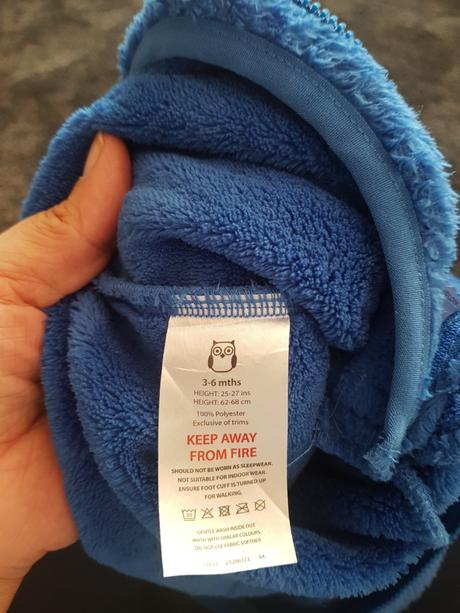 3-6 mths
HEIGHT: 25-27 ins
HEIGHT: 62-68 cm
100% Polyester
Exclusive of trims
KEEP AWAY
FROM FIRE
SHOULD NOT BE WORN AS SLEEPWEAR.
NOT SUITABLE FOR INDOOR WEAR.
ENSURE FOOT CUFF IS TURNED UP
FOR WALKING.
GENTLE WASH INSIDE OUT
WASH WITH SIMILAR COLOURS.
DO NOT USE FABRIC SOFTNER